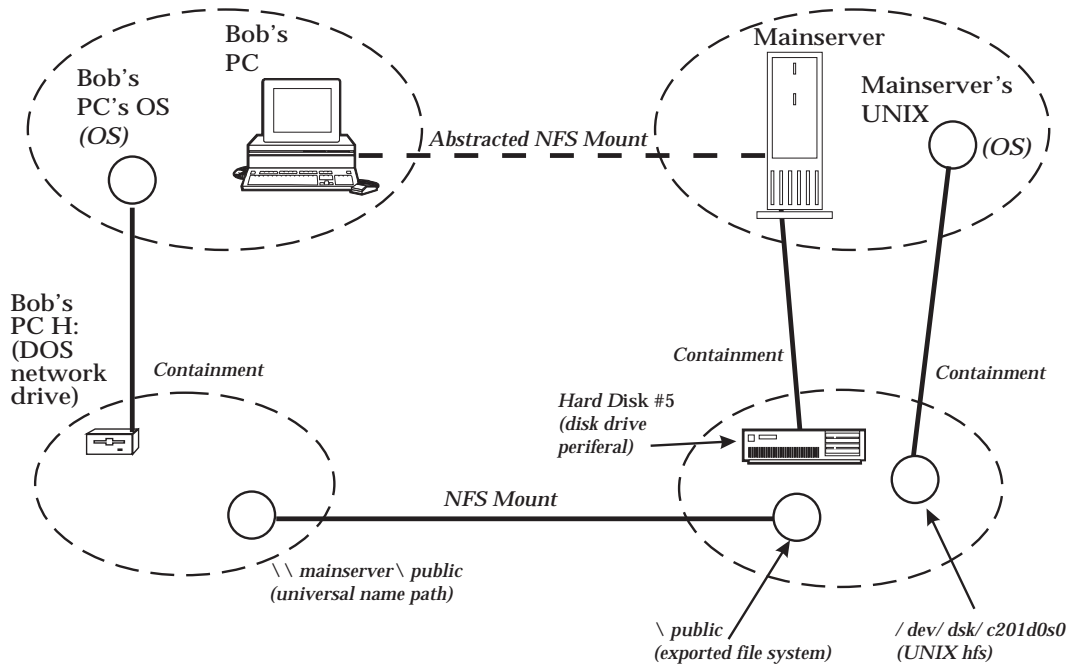 Bob's
PC
Bob's
PC's OS
(OS)
Abstracted NFS Mount
Mainserver
Mainserver's
UNIX
(OS)
Bob's
PC H:
(DOS
network
drive)
Containment
Containment
Containment
Hard Disk #5
(disk drive
periferal)
NFS Mount
\\ mainserver\ public
(universal name path)
\ public
(exported file system)
/ dev/ dsk/ c201d0s0
(UNIX hfs)